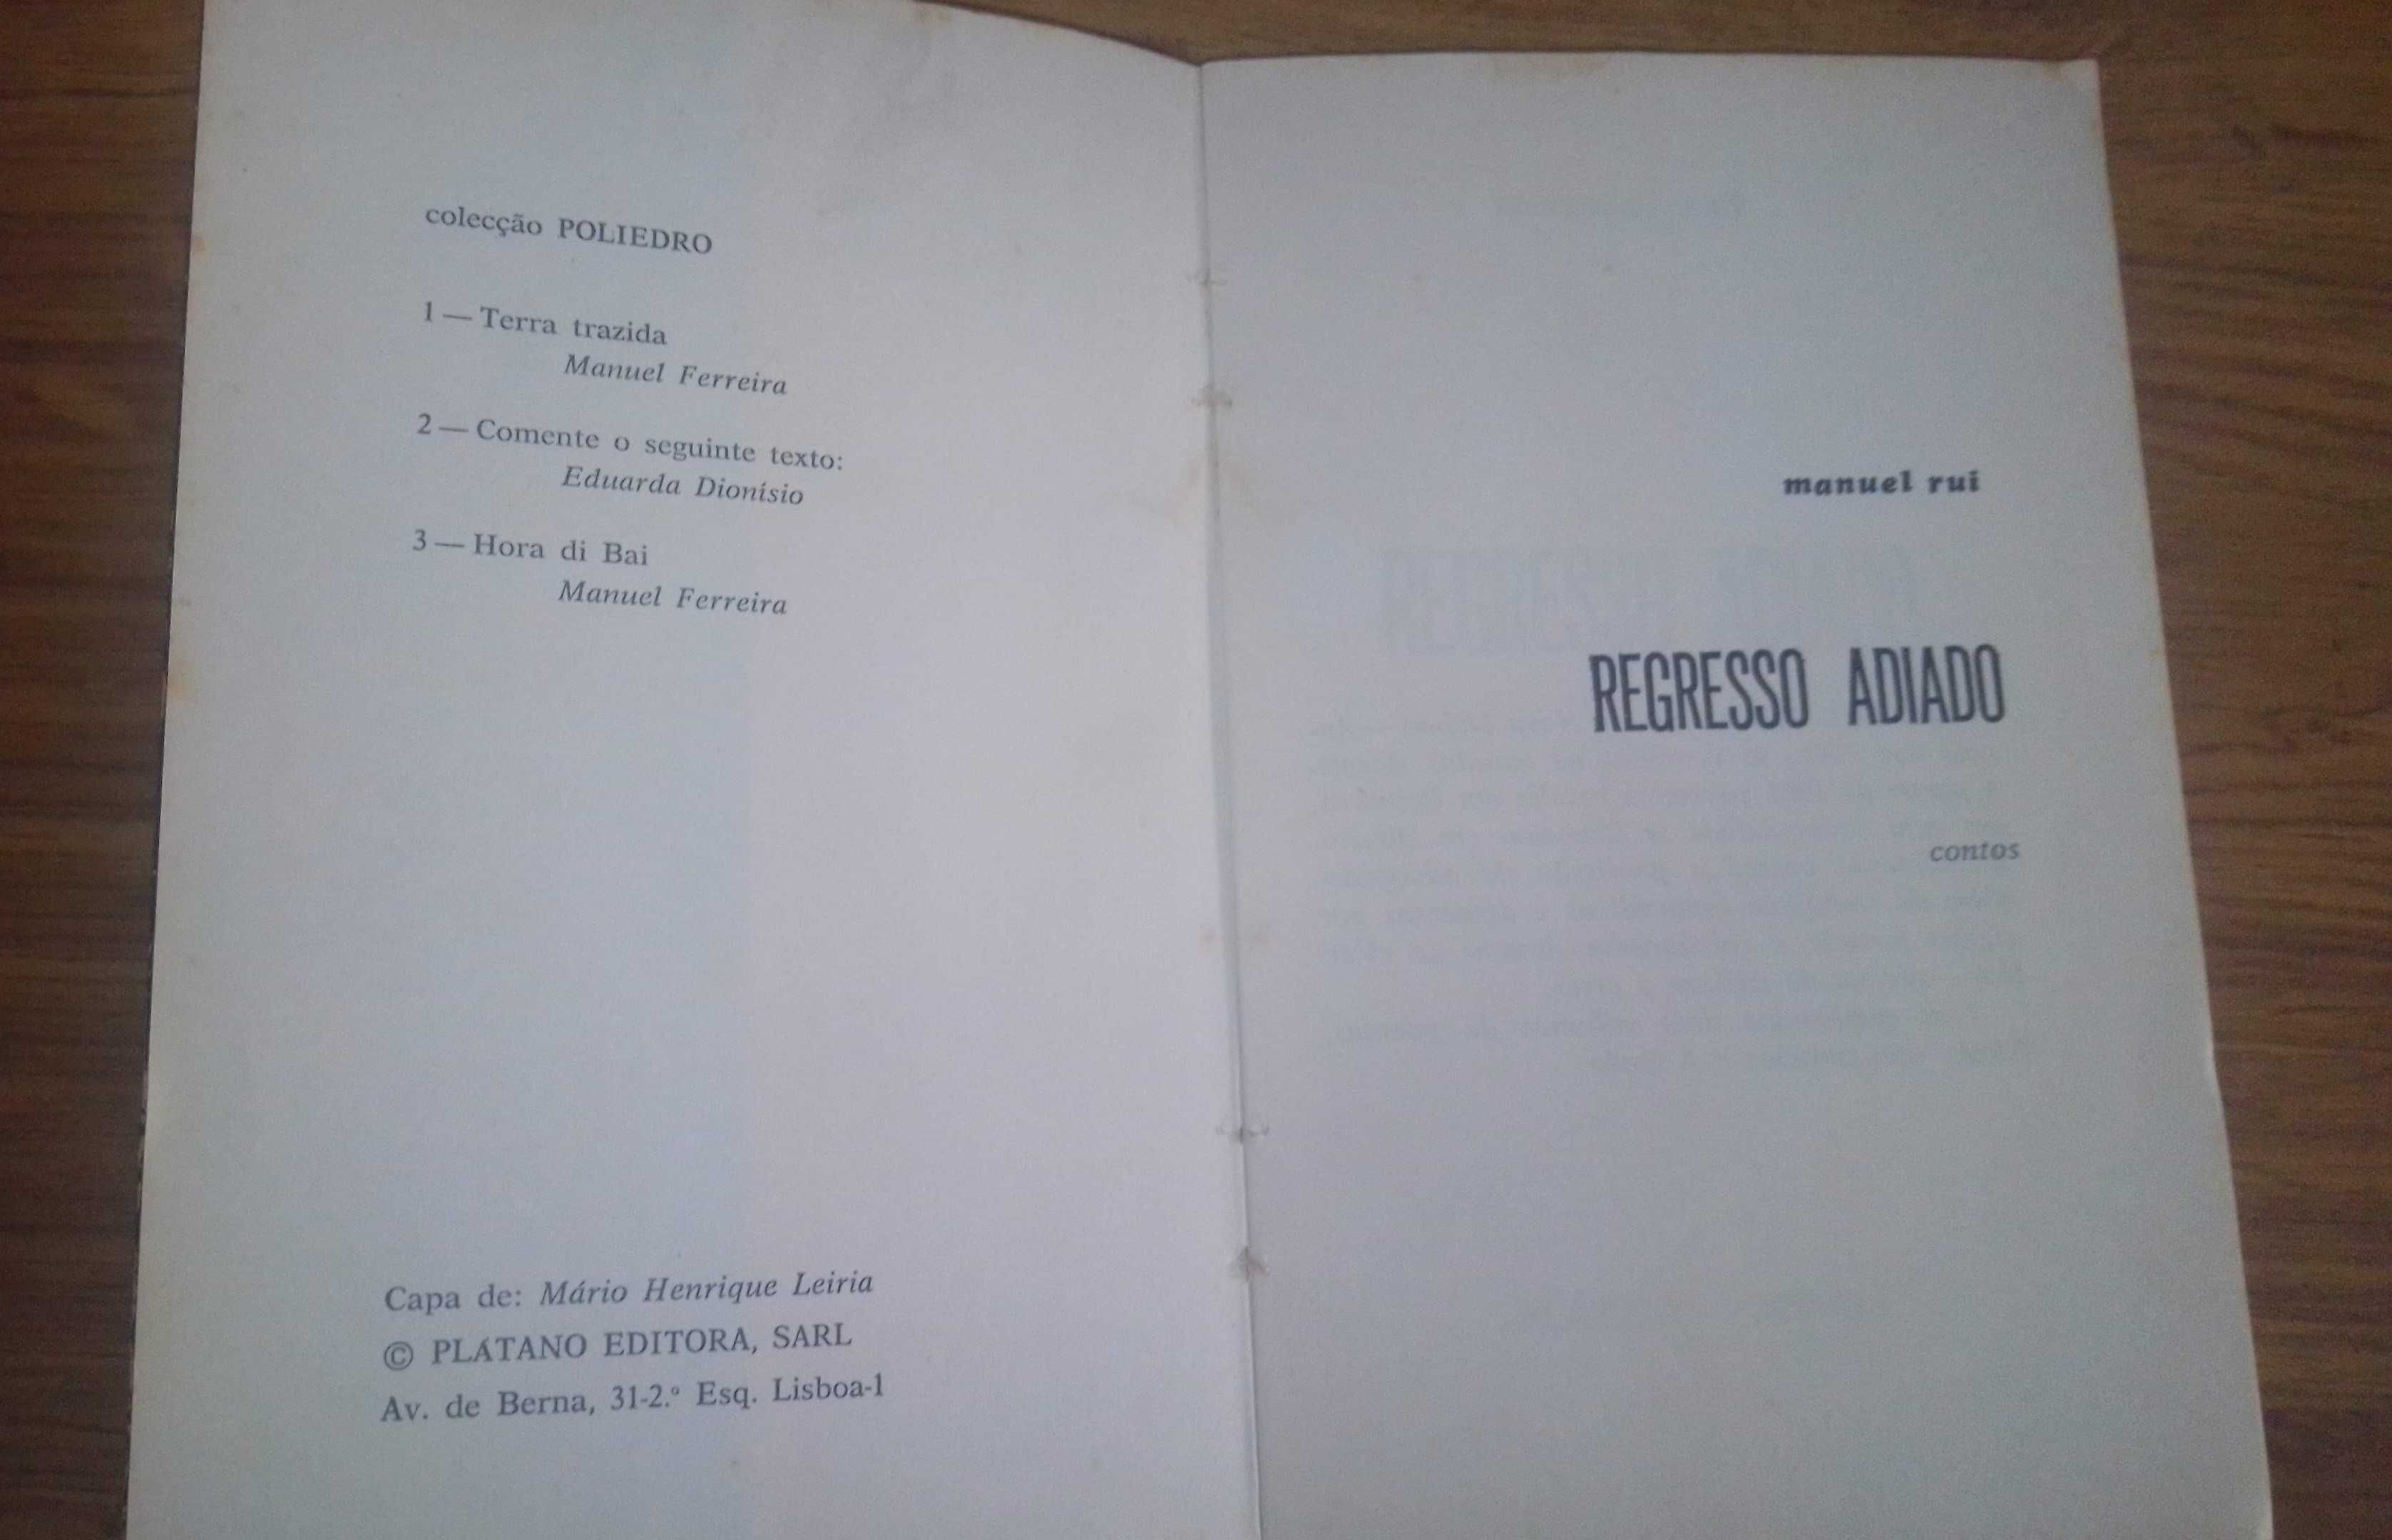 colecção POLIEDRO
1 — Terra trazida
Manuel Ferreira
2 — Comente o seguinte texto:
Eduarda Dionísio
3 — Hora di Bai
Manuel Ferreira
Capa de: Mário Henrique Leiria
© PLÁTANO EDITORA, SARL
Av. de Berna, 31-2.º Esq. Lisboa-1
manuel rui
REGRESSO ADIADO
contos